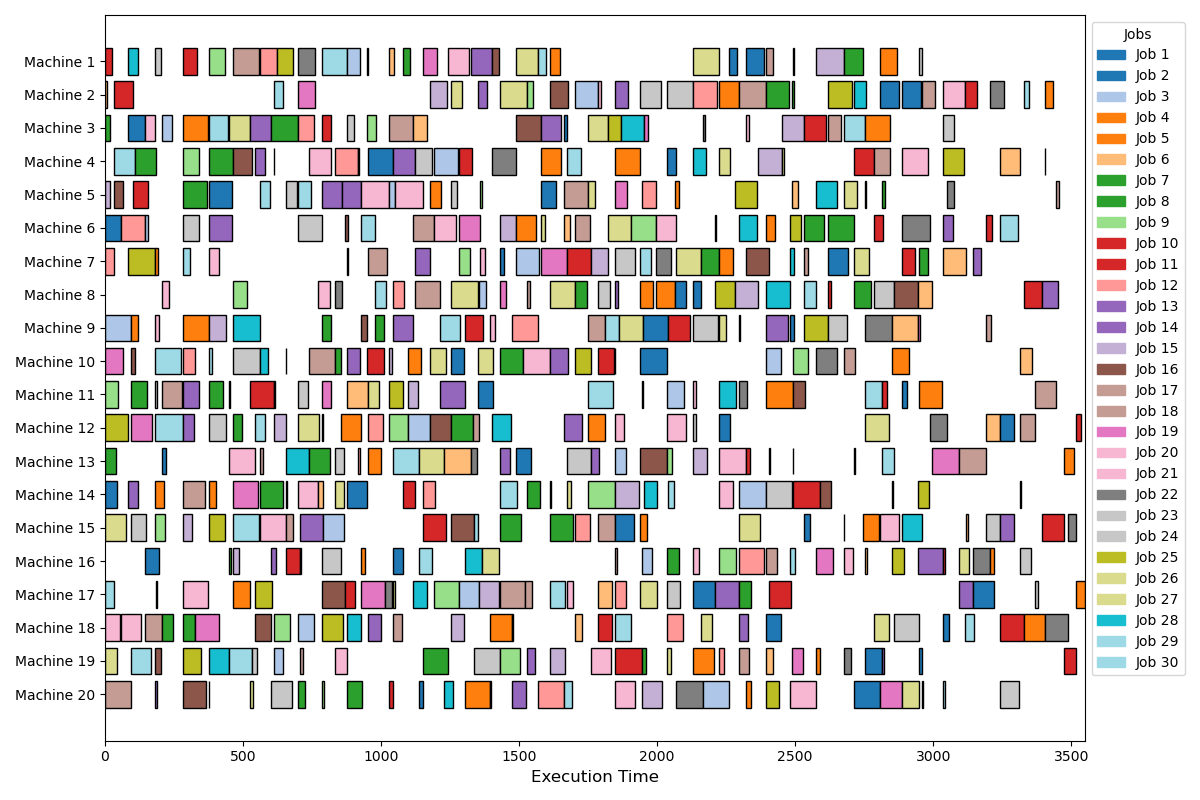 Machine 1
Machine 2
Machine 3
Machine 4
Machine 5
Machine 6
Machine 7
Machine 8
Machine 9
Machine 10
Machine 11
Machine 12
Machine 13
Machine 14
Machine 15
Machine 16
Machine 17
Machine 18
Machine 19
Machine 20
0 500 1000 1500 2000 2500 3000 3500
Execution Time
Jobs
Job 1
Job 2
Job 3
Job 4
Job 5
Job 6
Job 7
Job 8
Job 9
Job 10
Job 11
Job 12
Job 13
Job 14
Job 15
Job 16
Job 17
Job 18
Job 19
Job 20
Job 21
Job 22
Job 23
Job 24
Job 25
Job 26
Job 27
Job 28
Job 29
Job 30